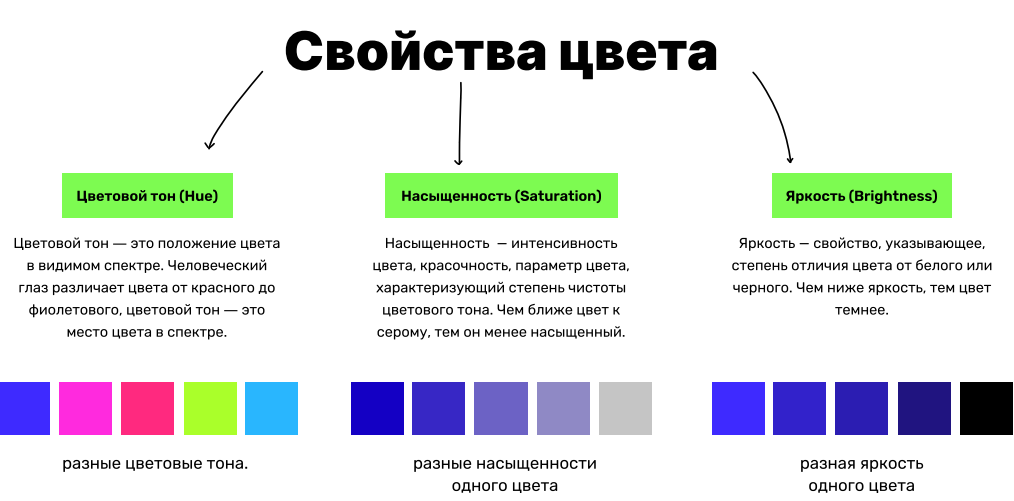 Свойства цвета
Цветовой тон (Hue)
Цветовой тон — это положение цвета
в видимом спектре. Человеческий
глаз различает цвета от красного до
фиолетового, цветовой тон — это
место цвета в спектре.
разные цветовые тона.
Насыщенность (Saturation)
Насыщенность – интенсивность
цвета, красочность, параметр цвета,
характеризующий степень чистоты
цветового тона. Чем ближе цвет к
серому, тем он менее насыщенный.
разные насыщенности
одного цвета
Яркость (Brightness)
Яркость – свойство, указывающее,
степень отличия цвета от белого или
черного. Чем ниже яркость, тем цвет
темнее.
разная яркость
одного цвета